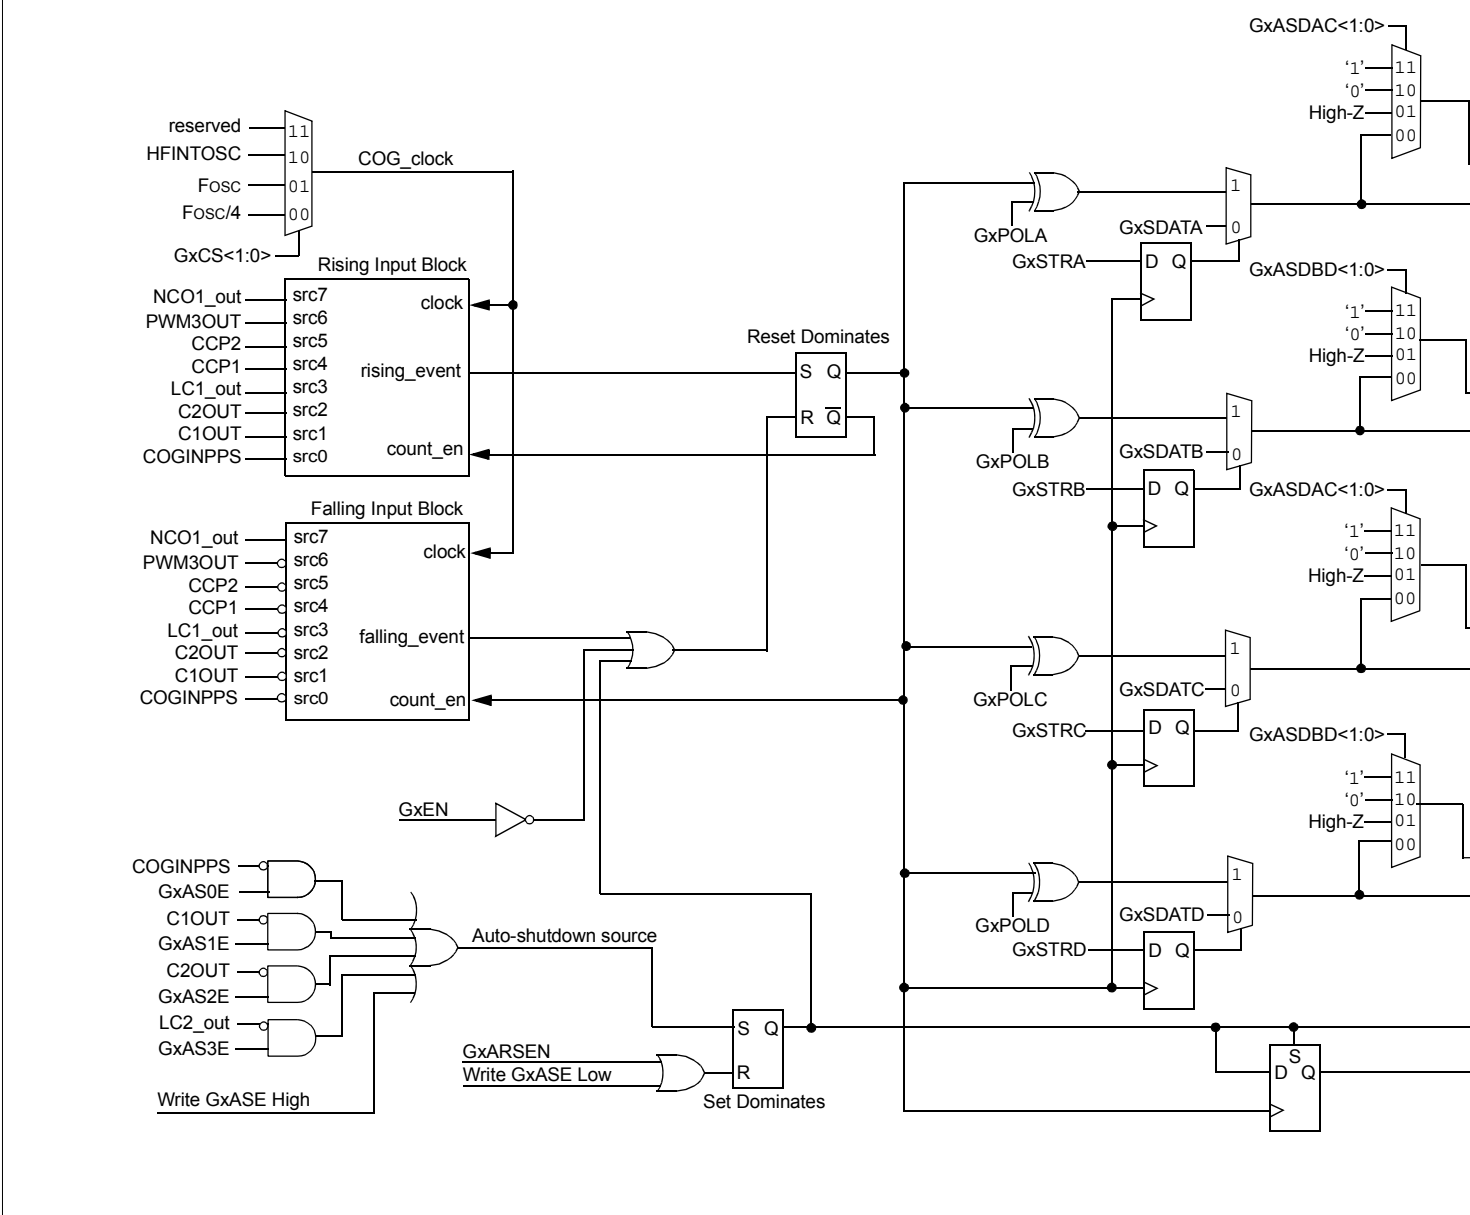 GxASDAC<1:0>
‘1’ 11
‘0’ 10
High-Z 01
00
reserved 11
HFINTOSC 10
FOSC 01
FOSC/4 00
GxCS<1:0>
COG_clock
Rising Input Block
NCO1_out src7
clock
PWM3OUT src6
CCP2 src5
CCP1 src4
rising_event
LC1_out src3
C2OUT src2
C1OUT src1
count_en
COGINPPS src0
Falling Input Block
NCO1_out src7
clock
PWM3OUT src6
CCP2 src5
CCP1 src4
LC1_out src3
falling_event
C2OUT src2
C1OUT src1
COGINPPS src0
count_en
Reset Dominates
S Q
R Q̅
GxEN
COGINPPS
GxAS0E
C1OUT
GxAS1E
C2OUT
GxAS2E
LC2_out
GxAS3E
Write GxASE High
Auto-shutdown source
GxARSEN
Write GxASE Low
S Q
R
Set Dominates
1
GxPOLA
GxSDATA 0
GxSTRA D Q
GxASDBD<1:0>
‘1’ 11
‘0’ 10
High-Z 01
00
1
GxPOLB
GxSDATB 0
GxSTRB D Q
GxASDAC<1:0>
‘1’ 11
‘0’ 10
High-Z 01
00
1
GxPOLC
GxSDATC 0
GxSTRC D Q
GxASDBD<1:0>
‘1’ 11
‘0’ 10
High-Z 01
00
1
GxPOLD
GxSDATD 0
GxSTRD D Q
S
D Q